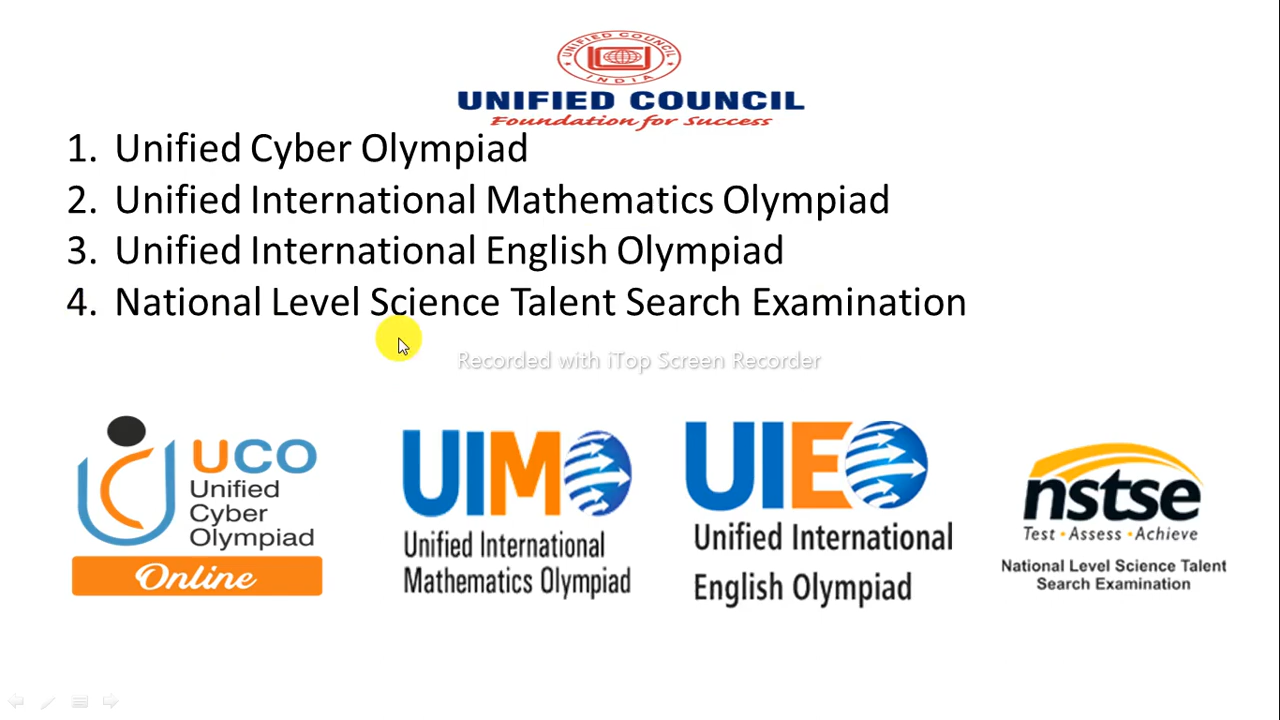 UNIFIED COUNCIL
INDIA
UNIFIED COUNCIL
Foundation for Success
1. Unified Cyber Olympiad
2. Unified International Mathematics Olympiad
3. Unified International English Olympiad
4. National Level Science Talent Search Examination
Recorded with iTop Screen Recorder
UCO
Unified
Cyber
Olympiad
Online
UIMO
Unified International
Mathematics Olympiad
UIEO
Unified International
English Olympiad
nstse
Test • Assess • Achieve
National Level Science Talent
Search Examination